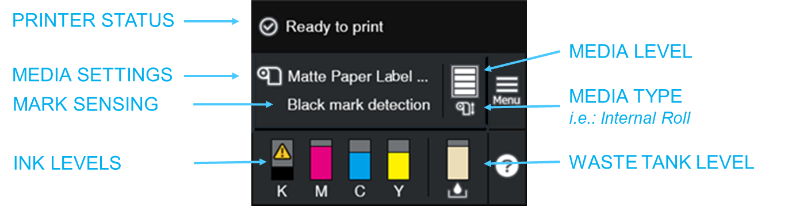 PRINTER STATUS
Ready to print
MEDIA LEVEL
MEDIA SETTINGS
Matte Paper Label ...
MARK SENSING
Black mark detection
Menu
MEDIA TYPE
i.e.: Internal Roll
INK LEVELS
?
WASTE TANK LEVEL
K M C Y